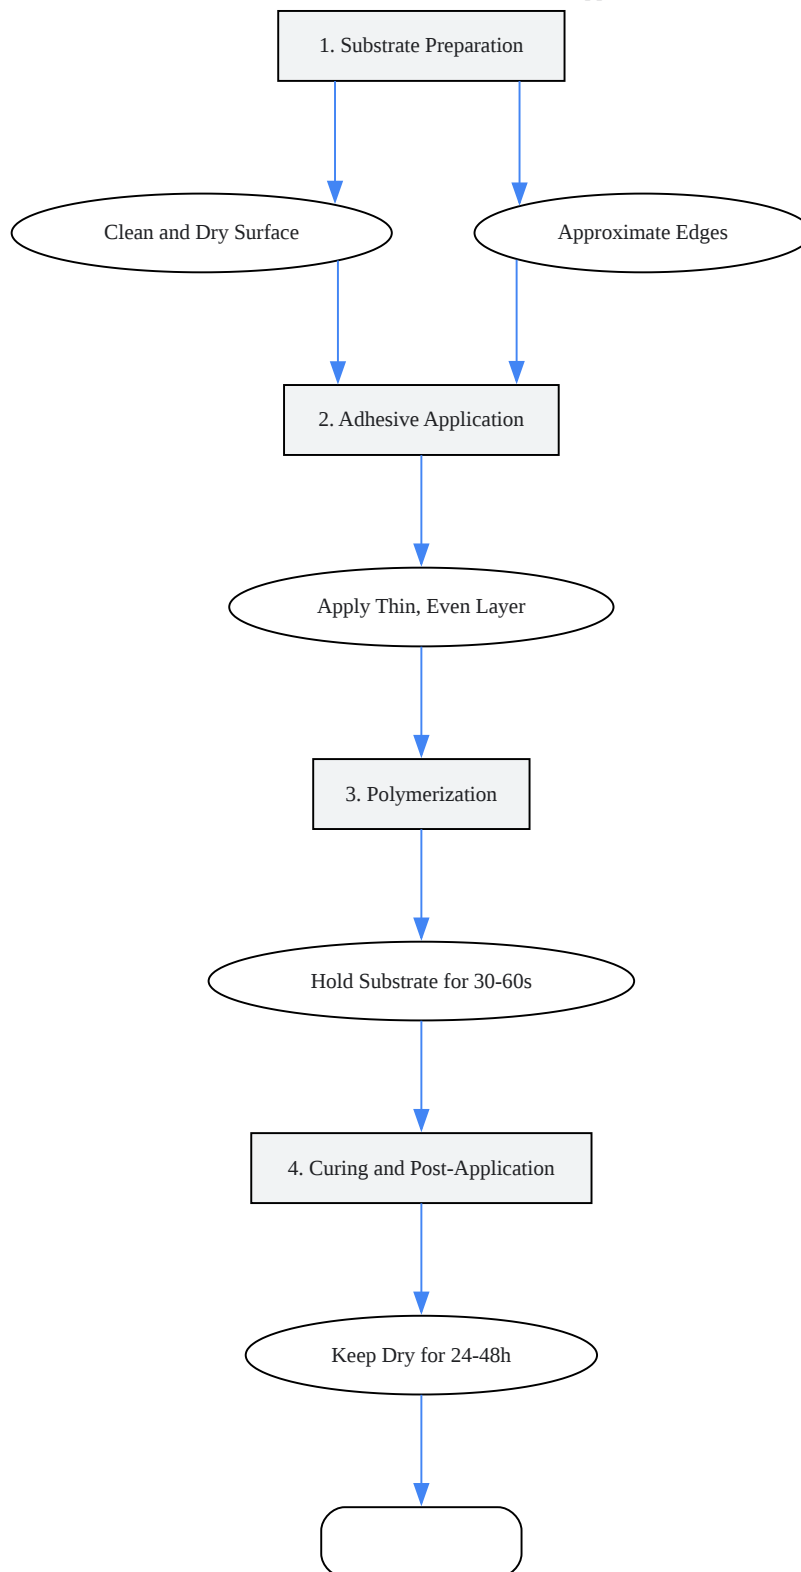 1. Substrate Preparation
Clean and Dry Surface
Approximate Edges
2. Adhesive Application
Apply Thin, Even Layer
3. Polymerization
Hold Substrate for 30-60s
4. Curing and Post-Application
Keep Dry for 24-48h